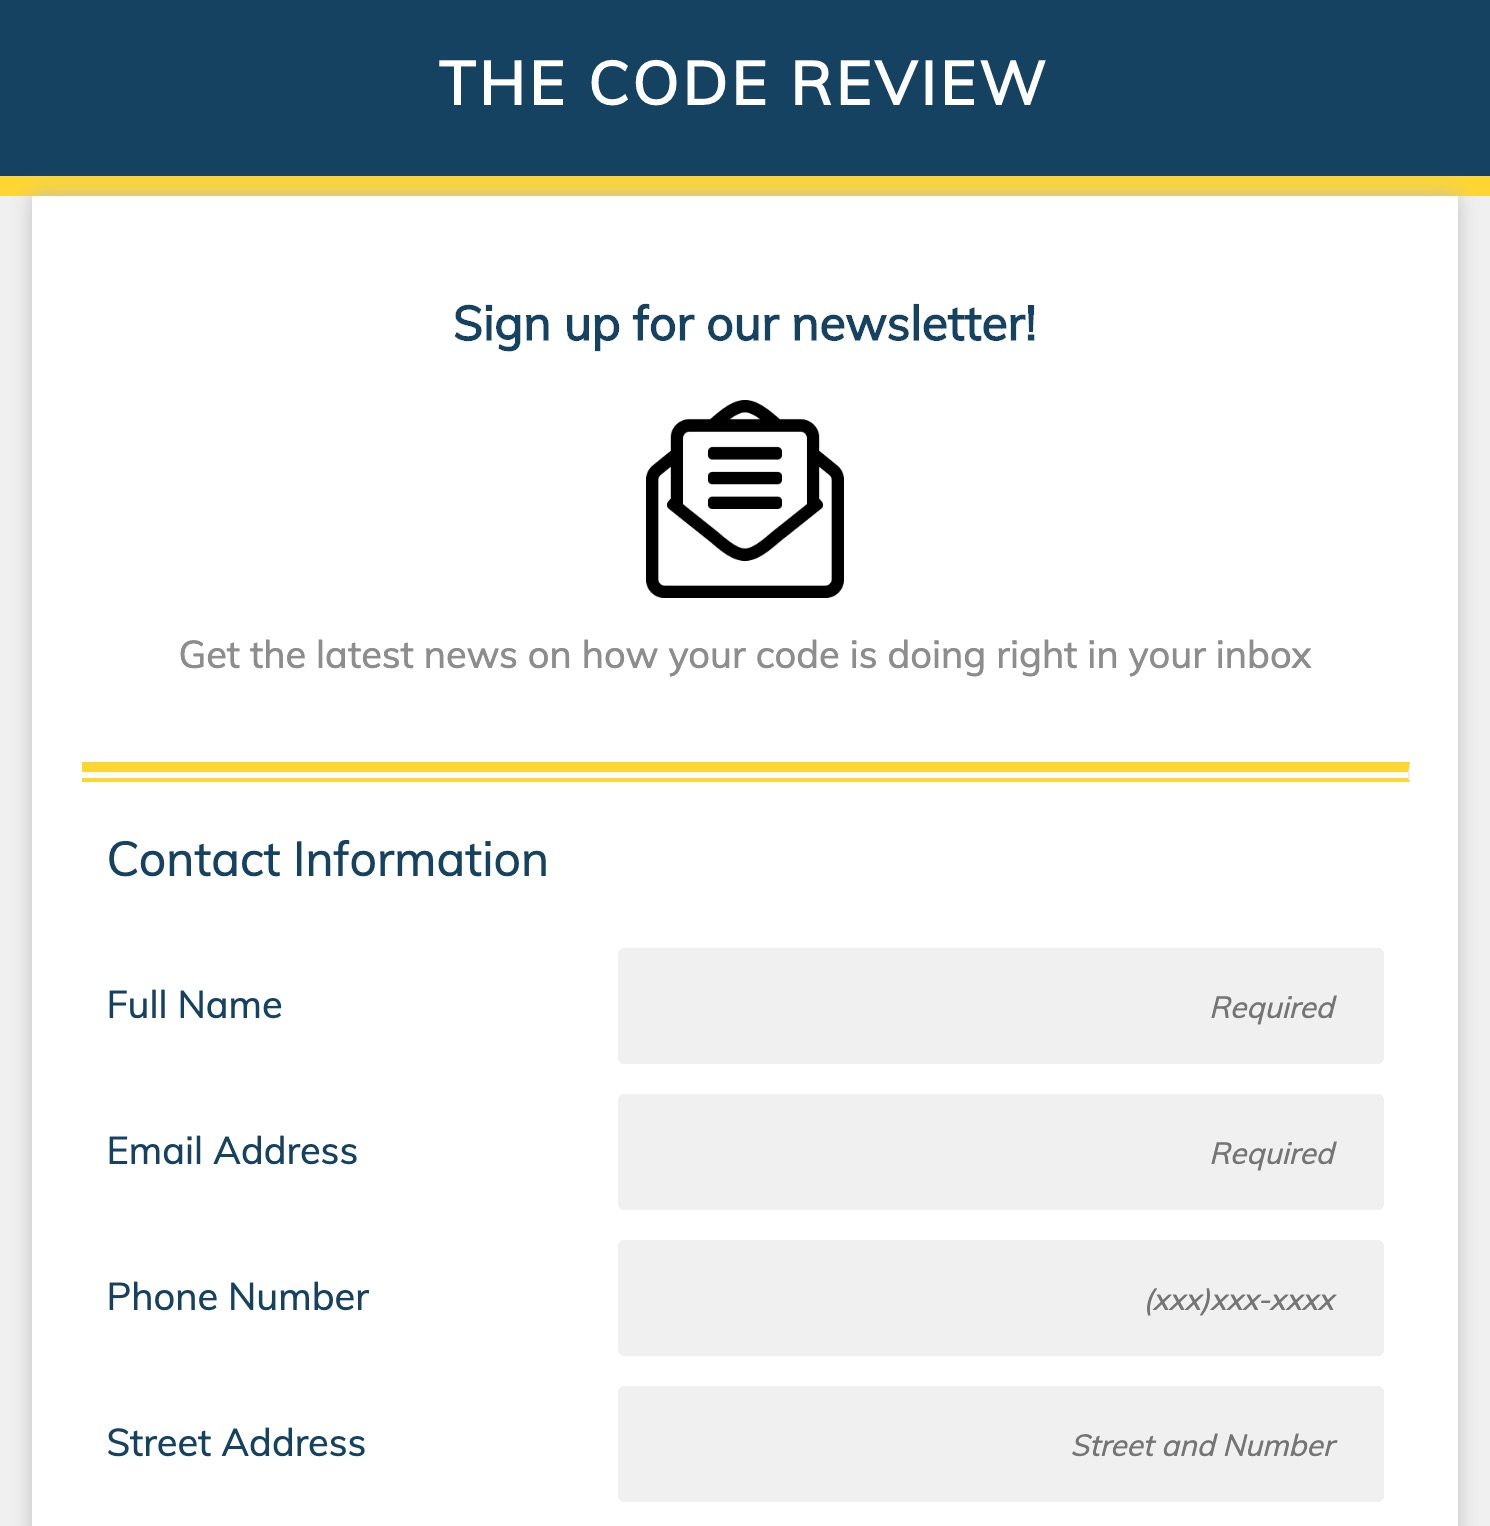 THE CODE REVIEW
Sign up for our newsletter!
Get the latest news on how your code is doing right in your inbox
Contact Information
Full Name
Required
Email Address
Required
Phone Number
(xxx)xxx-xxxx
Street Address
Street and Number